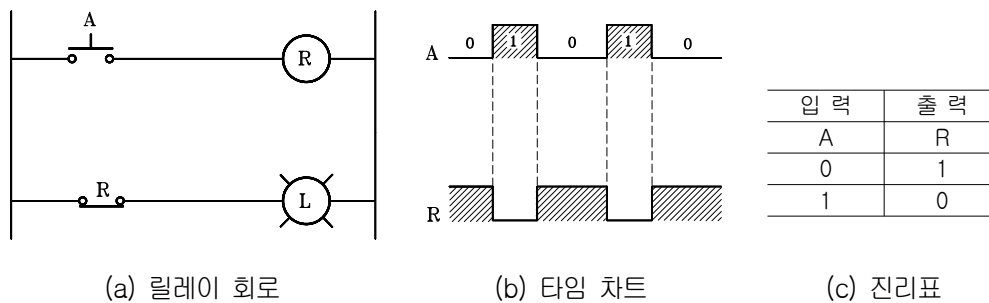 A
R
R
L
A 0 1 0 1 0
R
입 력 출 력
A R
0 1
1 0
(a) 릴레이 회로
(b) 타임 차트
(c) 진리표